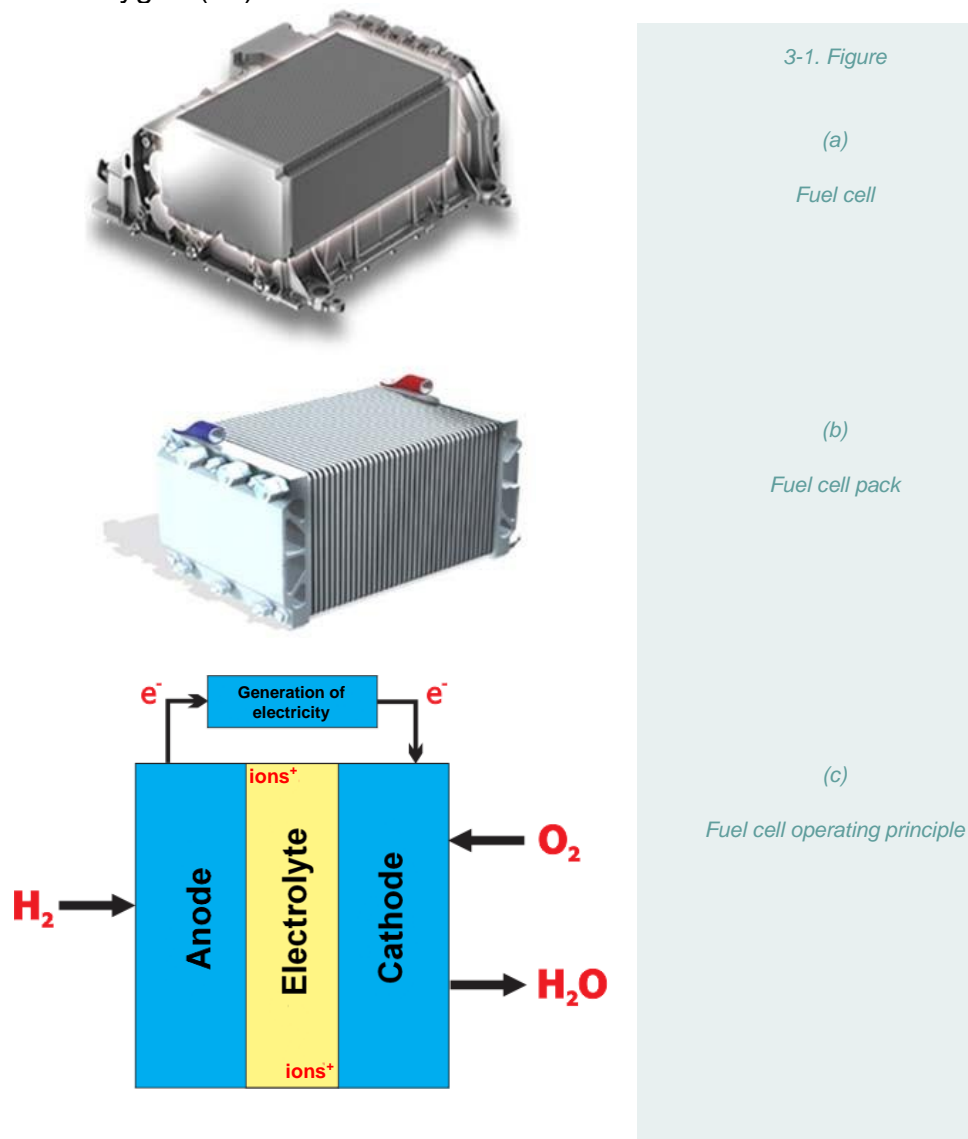 3-1. Figure
(a)
Fuel cell
(b)
Fuel cell pack
e⁻
Generation of
electricity
e⁻
ions⁺
Anode
Electrolyte
Cathode
O₂
H₂
H₂O
ions⁺
(c)
Fuel cell operating principle